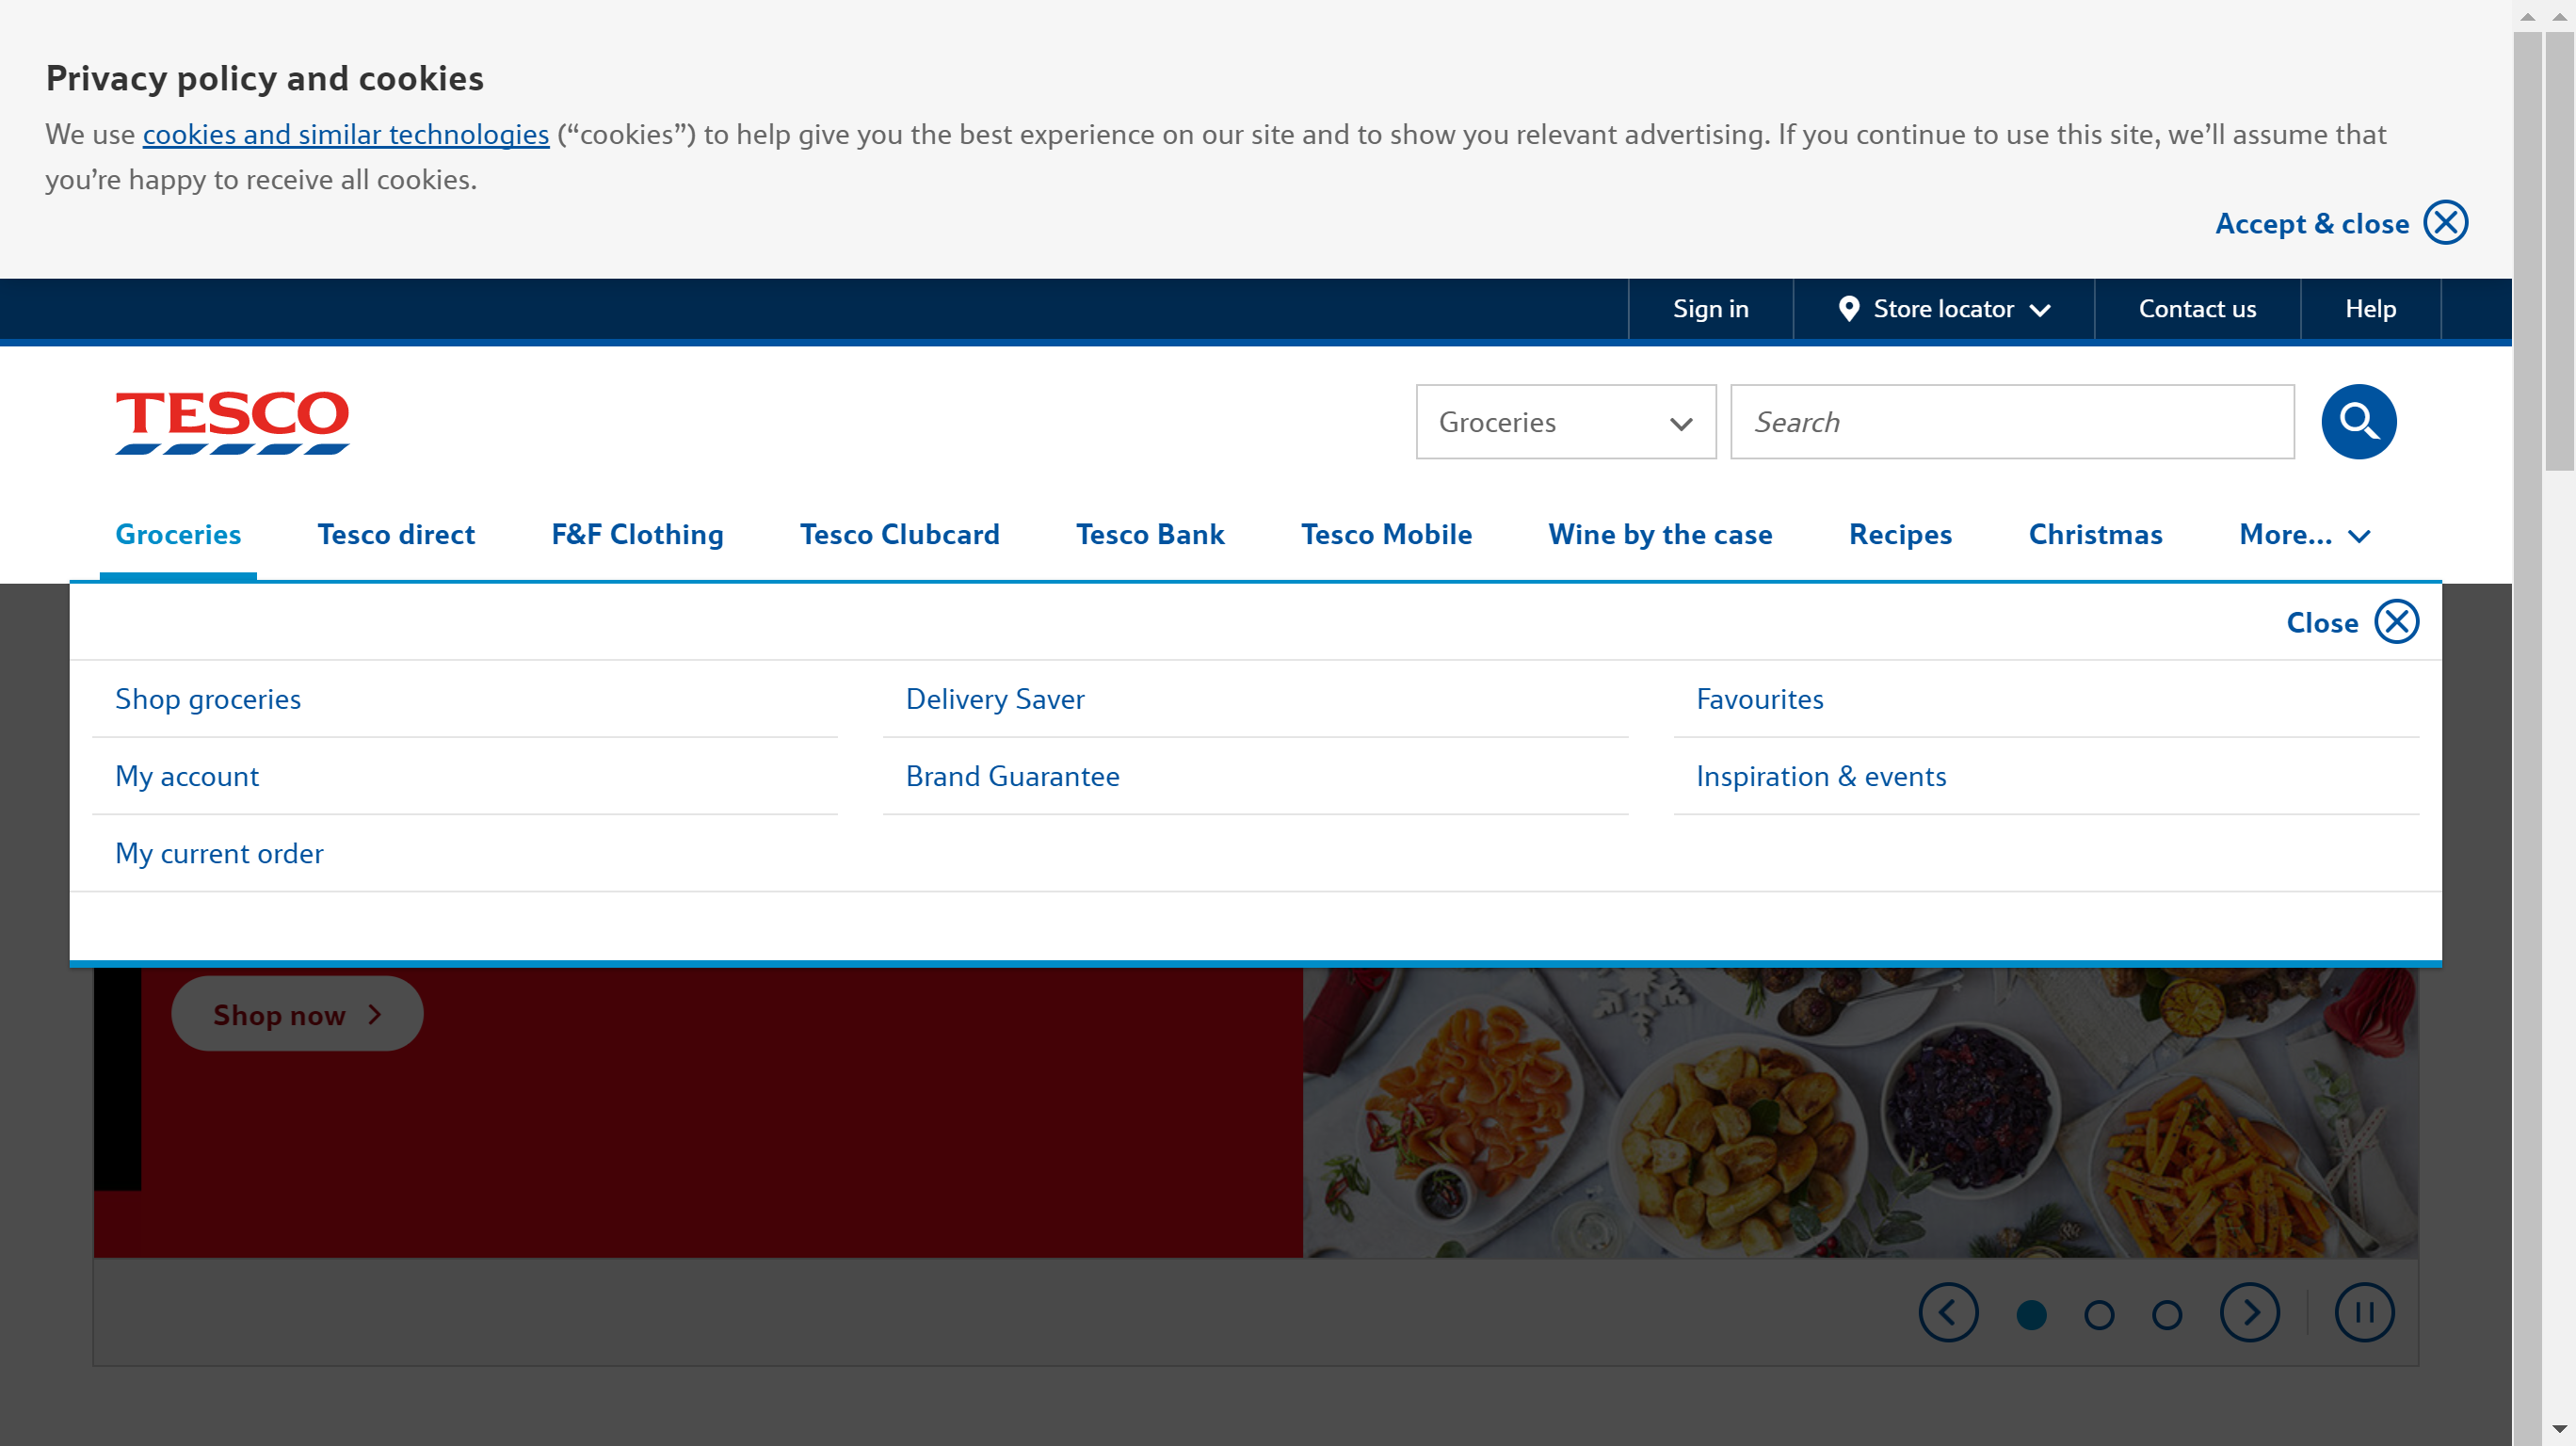 Privacy policy and cookies
We use cookies and similar technologies (“cookies”) to help give you the best experience on our site and to show you relevant advertising. If you continue to use this site, we’ll assume that
you’re happy to receive all cookies.
Accept & close
Sign in
Store locator
Contact us
Help
TESCO
Groceries
Search
Groceries
Tesco direct
F&F Clothing
Tesco Clubcard
Tesco Bank
Tesco Mobile
Wine by the case
Recipes
Christmas
More...
Close
Shop groceries
Delivery Saver
Favourites
My account
Brand Guarantee
Inspiration & events
My current order
Shop now